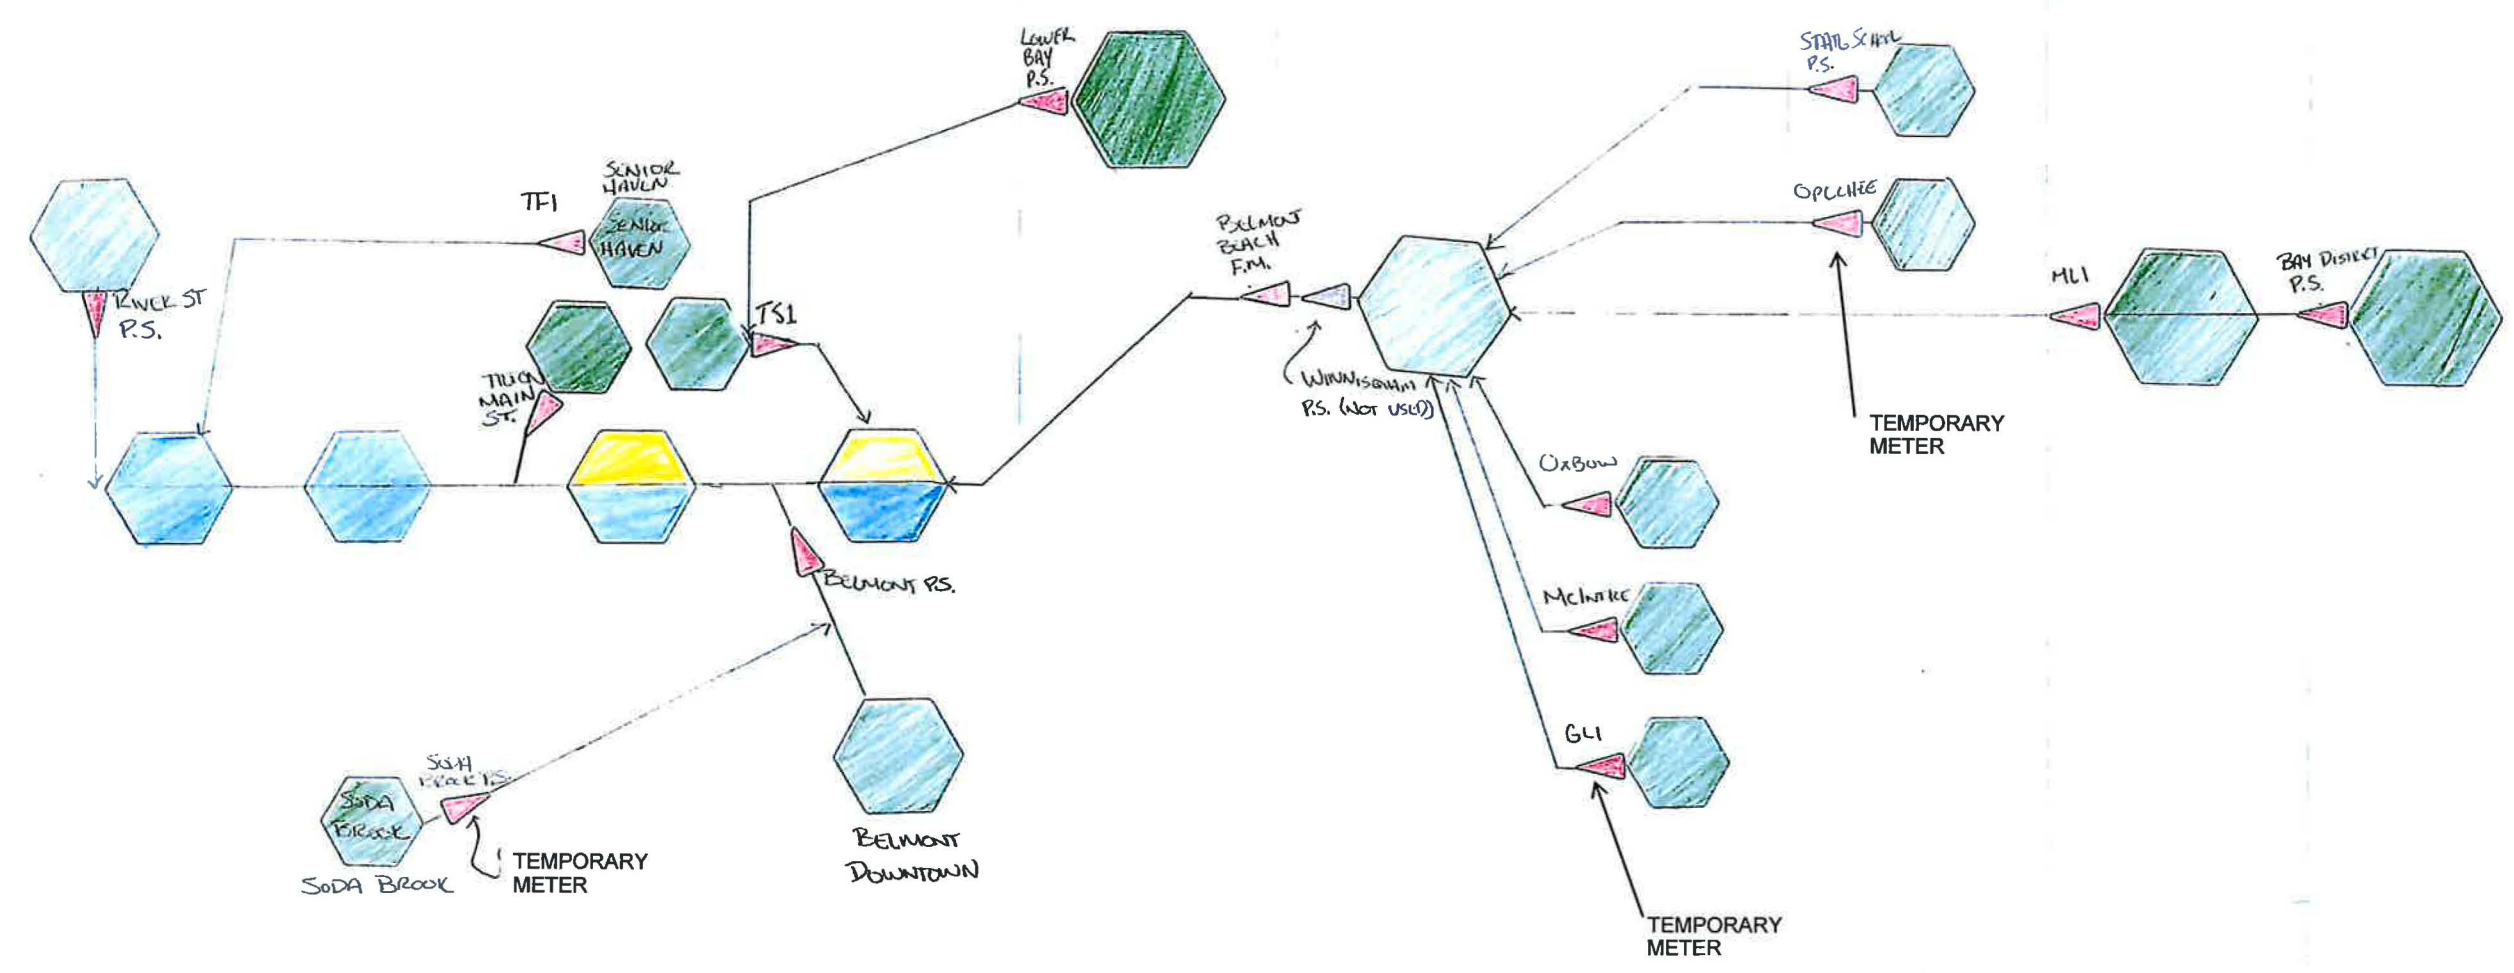 LOWER
BAY
P.S.
STATE SCHOOL
P.S.
SENIOR
HAVEN
TF1
SENIOR
HAVEN
OPECHEE
BELMONT
BEACH
F.M.
BAY DISTRICT
P.S.
ML1
RIVER ST
P.S.
TS1
TILTON
MAIN
ST.
WINNISQUAM
P.S. (NOT USED)
TEMPORARY
METER
OXBOW
BELMONT P.S.
MCINTIRE
GL1
SODA
BROOK P.S.
SODA
BROOK
SODA BROOK
TEMPORARY
METER
BELMONT
DOWNTOWN
TEMPORARY
METER